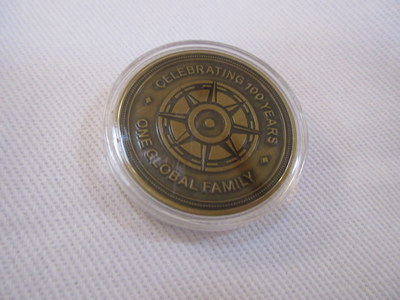 CELEBRATING 100 YEARS
ONE GLOBAL FAMILY